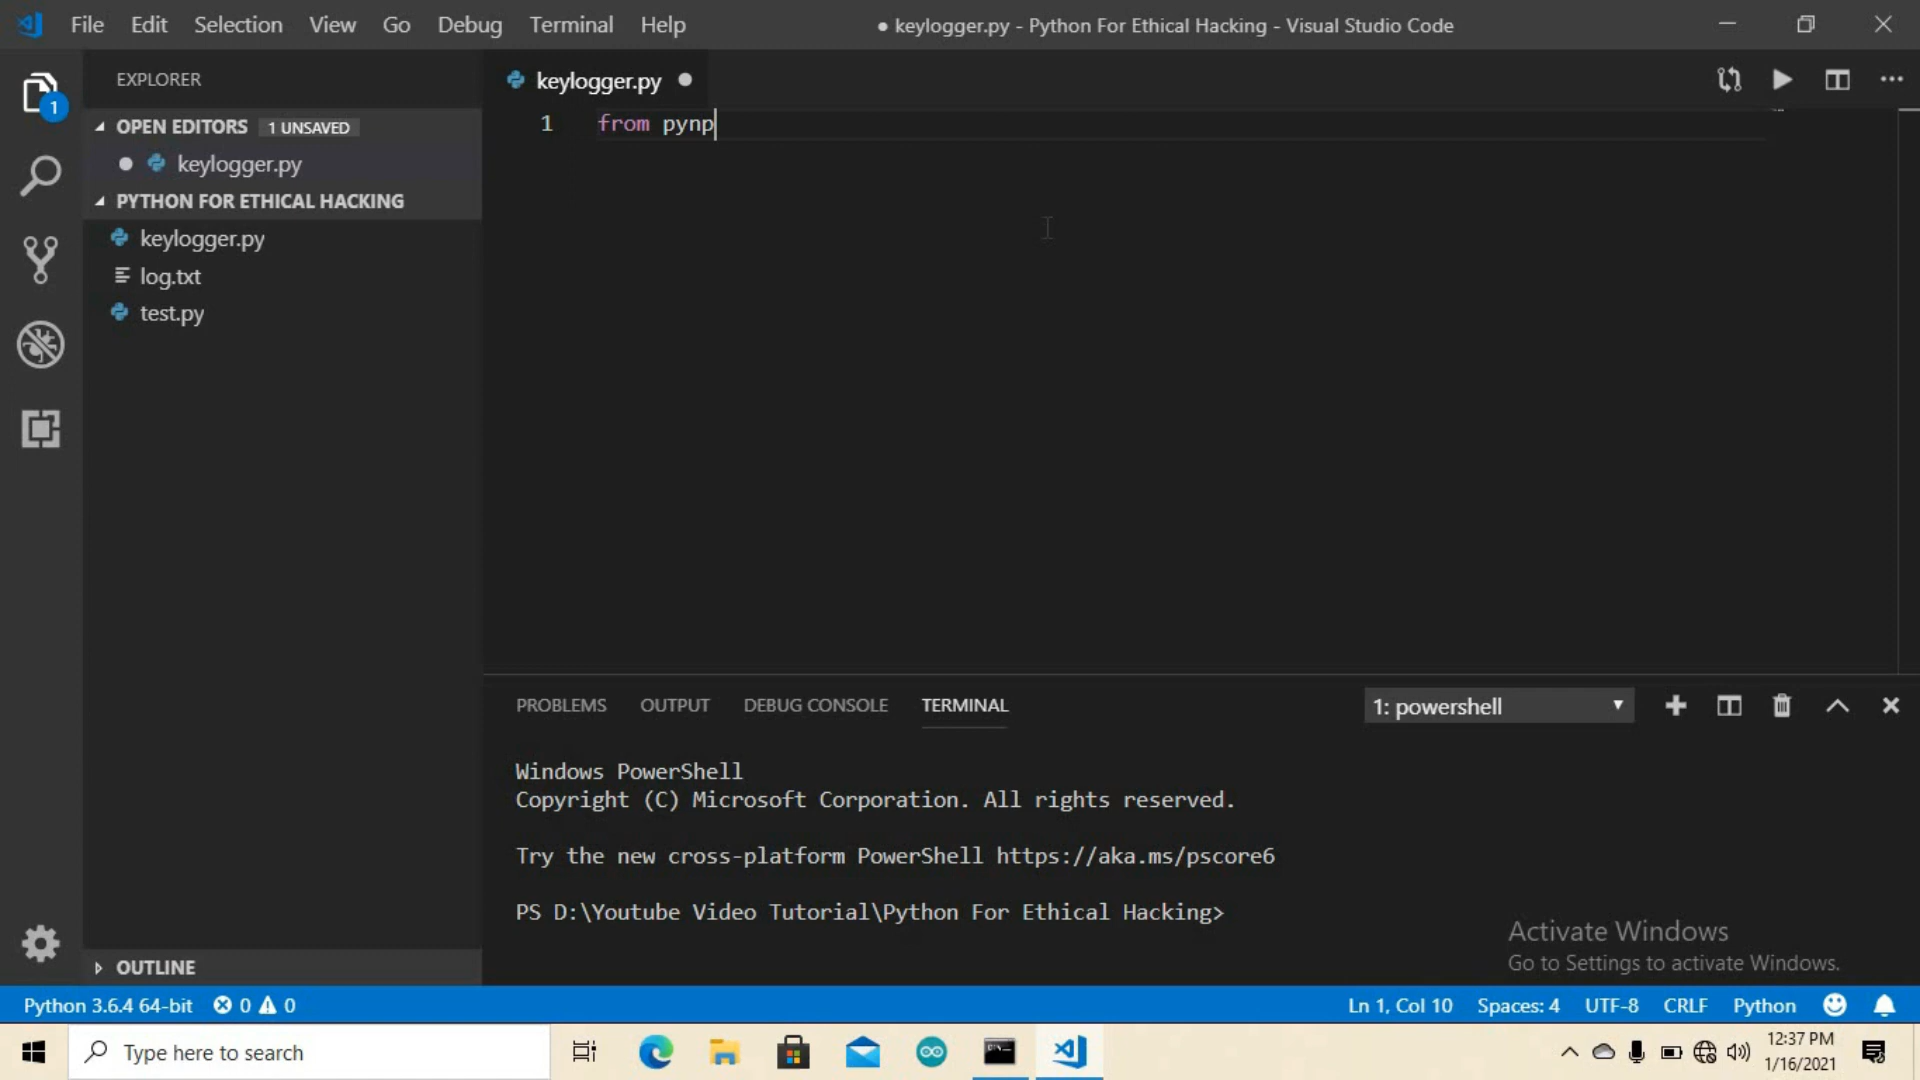 File Edit Selection View Go Debug Terminal Help
● keylogger.py - Python For Ethical Hacking - Visual Studio Code
EXPLORER
1
OPEN EDITORS 1 UNSAVED
keylogger.py
PYTHON FOR ETHICAL HACKING
keylogger.py
log.txt
test.py
OUTLINE
keylogger.py
1 from pynp
PROBLEMS OUTPUT DEBUG CONSOLE TERMINAL
1: powershell
Windows PowerShell
Copyright (C) Microsoft Corporation. All rights reserved.
Try the new cross-platform PowerShell https://aka.ms/pscore6
PS D:\Youtube Video Tutorial\Python For Ethical Hacking>
Activate Windows
Go to Settings to activate Windows.
Python 3.6.4 64-bit 0 0
Ln 1, Col 10 Spaces: 4 UTF-8 CRLF Python
Type here to search
12:37 PM
1/16/2021